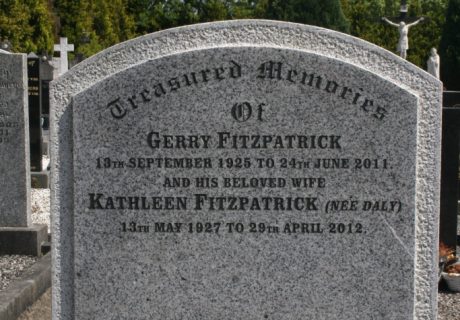 Treasured Memories
Of
GERRY FITZPATRICK
13TH SEPTEMBER 1925 TO 24TH JUNE 2011.
AND HIS BELOVED WIFE
KATHLEEN FITZPATRICK (NEE DALY)
13TH MAY 1927 TO 29TH APRIL 2012.